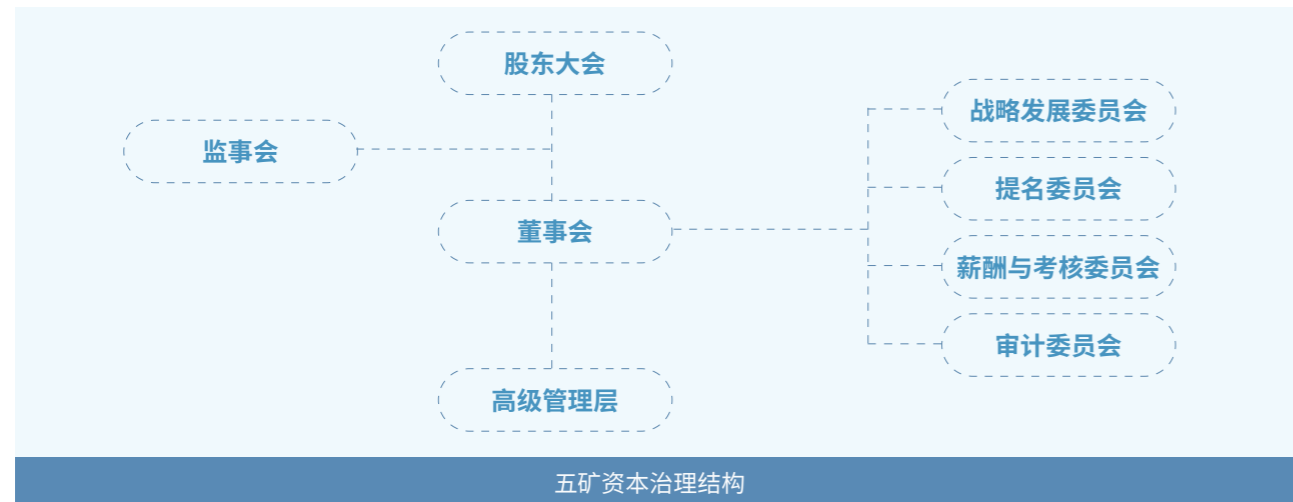 股东大会
监事会
董事会
高级管理层
战略发展委员会
提名委员会
薪酬与考核委员会
审计委员会
五矿资本治理结构